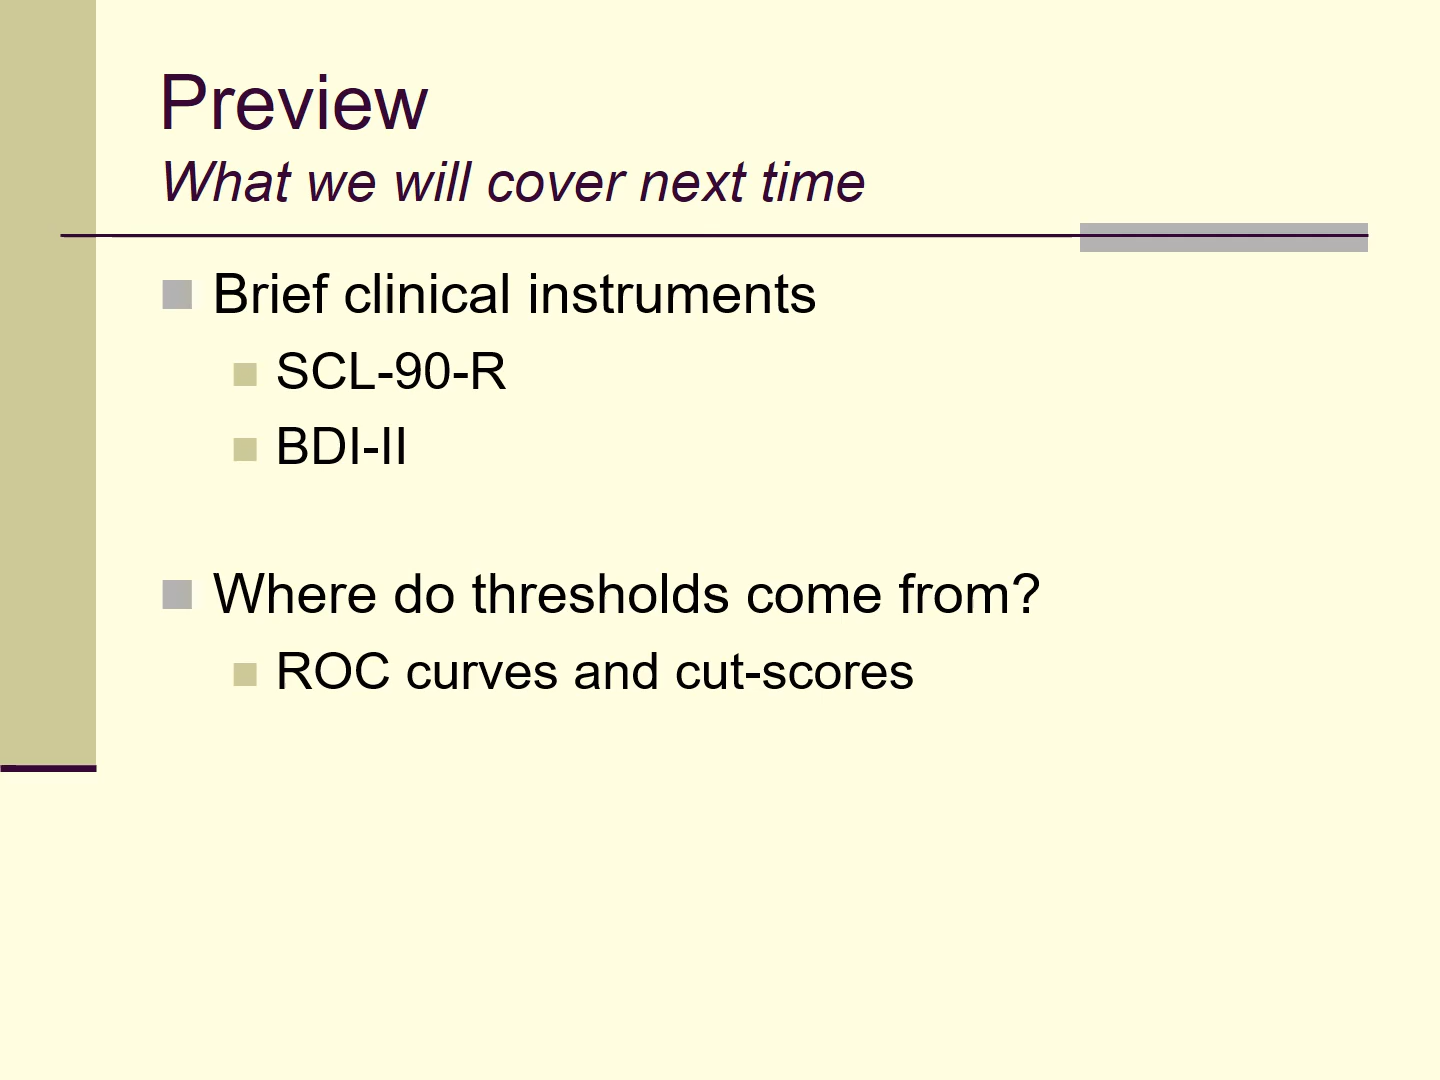 Preview
What we will cover next time
Brief clinical instruments
SCL-90-R
BDI-II
Where do thresholds come from?
ROC curves and cut-scores